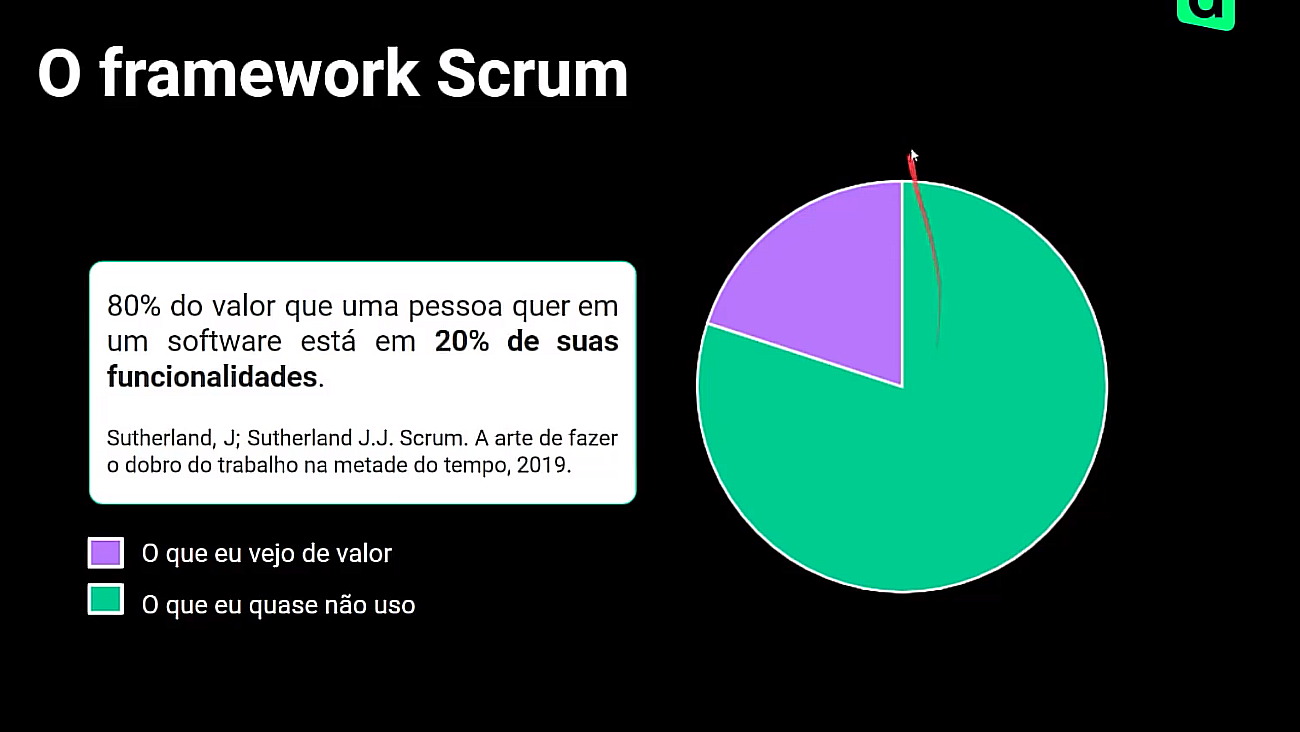 O framework Scrum
80% do valor que uma pessoa quer em
um software está em 20% de suas
funcionalidades.
Sutherland, J; Sutherland J.J. Scrum. A arte de fazer
o dobro do trabalho na metade do tempo, 2019.
O que eu vejo de valor
O que eu quase não uso